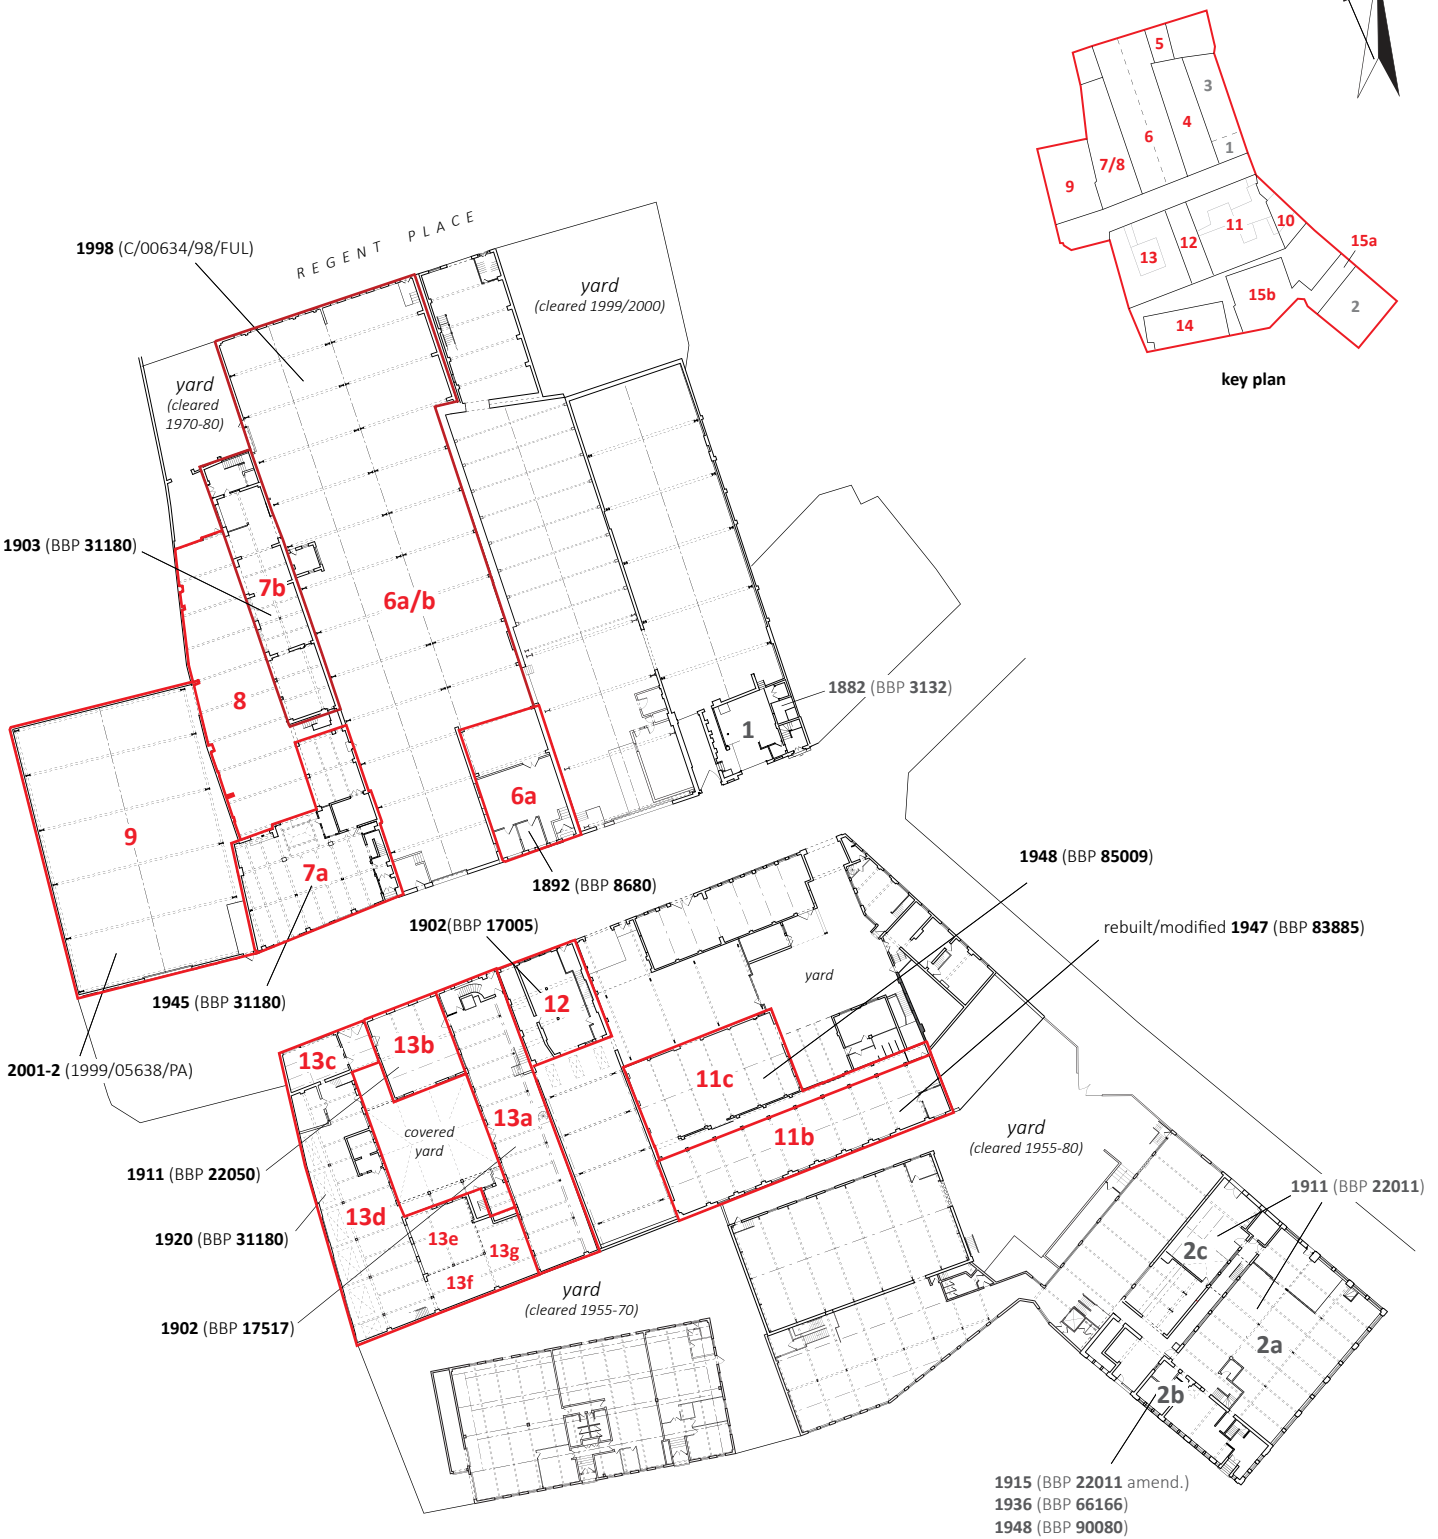 5
3
4
6
1
7/8
9
11
10
12
13
15a
15b
2
14
key plan
REGENT PLACE
1998 (C/00634/98/FUL)
yard
(cleared 1999/2000)
yard
(cleared
1970-80)
1903 (BBP 31180)
7b
6a/b
8
1882 (BBP 3132)
1
6a
9
7a
1892 (BBP 8680)
1948 (BBP 85009)
1902(BBP 17005)
rebuilt/modified 1947 (BBP 83885)
yard
1945 (BBP 31180)
12
13b
13c
2001-2 (1999/05638/PA)
11c
13a
covered
yard
11b
yard
(cleared 1955-80)
1911 (BBP 22050)
1911 (BBP 22011)
13d
1920 (BBP 31180)
13e
13g
2c
13f
yard
(cleared 1955-70)
1902 (BBP 17517)
2a
2b
1915 (BBP 22011 amend.)
1936 (BBP 66166)
1948 (BBP 90080)